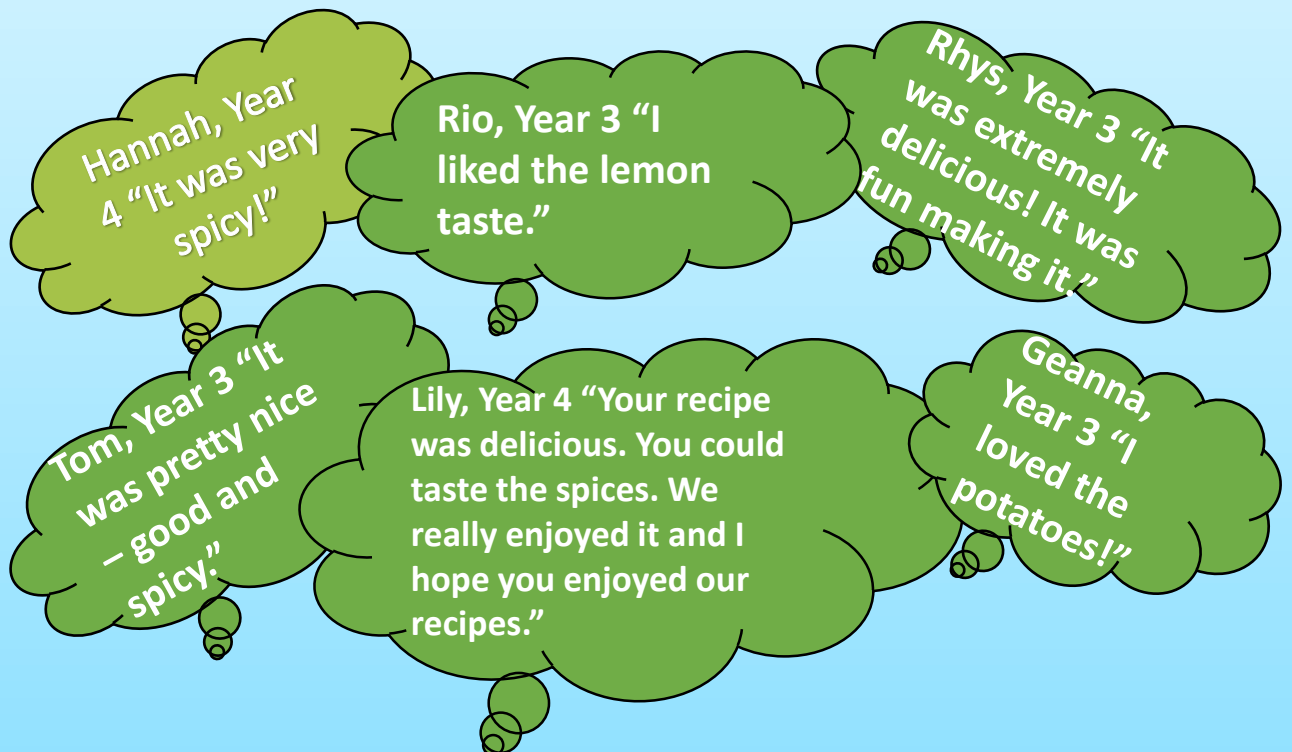 Hannah, Year
4 “It was very
spicy!”
Rio, Year 3 “I
liked the lemon
taste.”
Rhys, Year 3 “It
was extremely
delicious! It was
fun making it.”
Tom, Year 3 “It
was pretty nice
– good and
spicy.”
Lily, Year 4 “Your recipe
was delicious. You could
taste the spices. We
really enjoyed it and I
hope you enjoyed our
recipes.”
Geanna,
Year 3 “I
loved the
potatoes!”